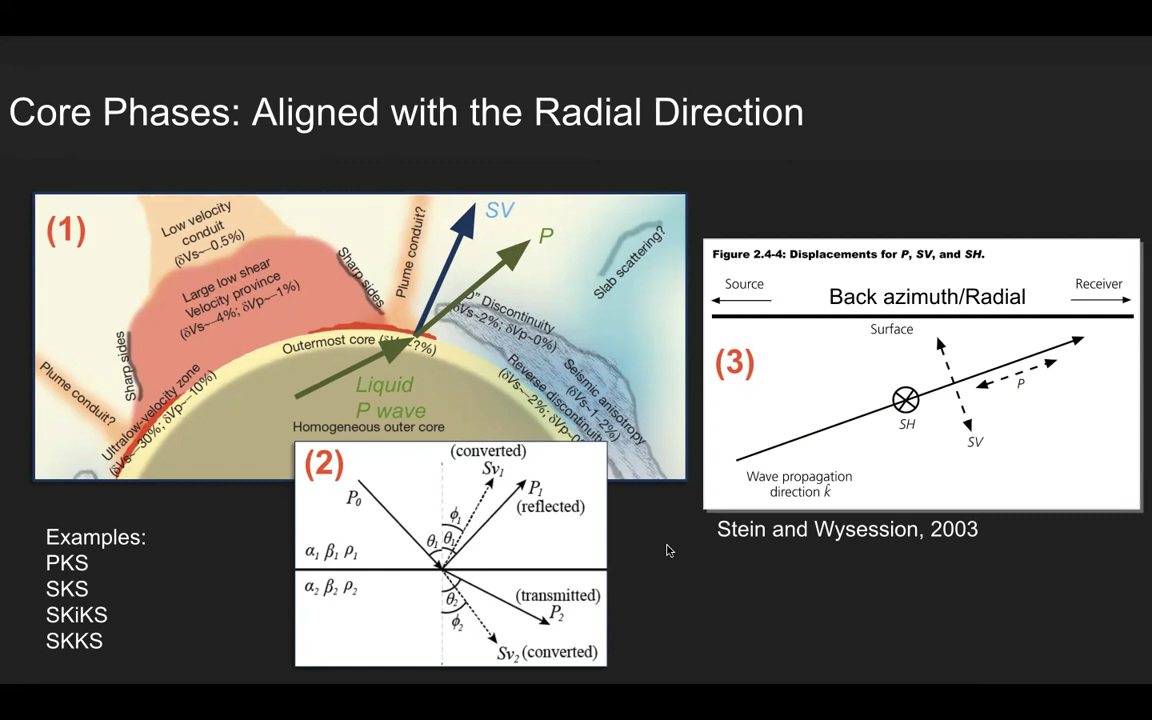 Core Phases: Aligned with the Radial Direction
(1)
Low velocity
conduit
(δVs~-0.5%)
Large low shear
Velocity province
(δVs~-4%; δVp~-1%)
Sharp sides
Sharp sides
Plume conduit?
Plume conduit?
Ultralow-velocity zone
(δVs~-30%; δVp~-10%)
SV
P
Slab scattering?
D" Discontinuity
(δVs~2%; δVp~0%)
Outermost core
Reverse discontinuity
(δVs~-2%;
Seismic anisotropy
(δVs~1-2%)
Liquid
P wave
Homogeneous outer core
(2)
(converted)
Sv₁
P₀
P₁
(reflected)
ϕ₁
θ₁ θ₁
α₁ β₁ ρ₁
α₂ β₂ ρ₂
θ₂
ϕ₂
(transmitted)
P₂
Sv₂ (converted)
Figure 2.4-4: Displacements for P, SV, and SH.
Source
Back azimuth/Radial
Receiver
Surface
(3)
P
SH
SV
Wave propagation
direction k̂
Stein and Wysession, 2003
Examples:
PKS
SKS
SKiKS
SKKS